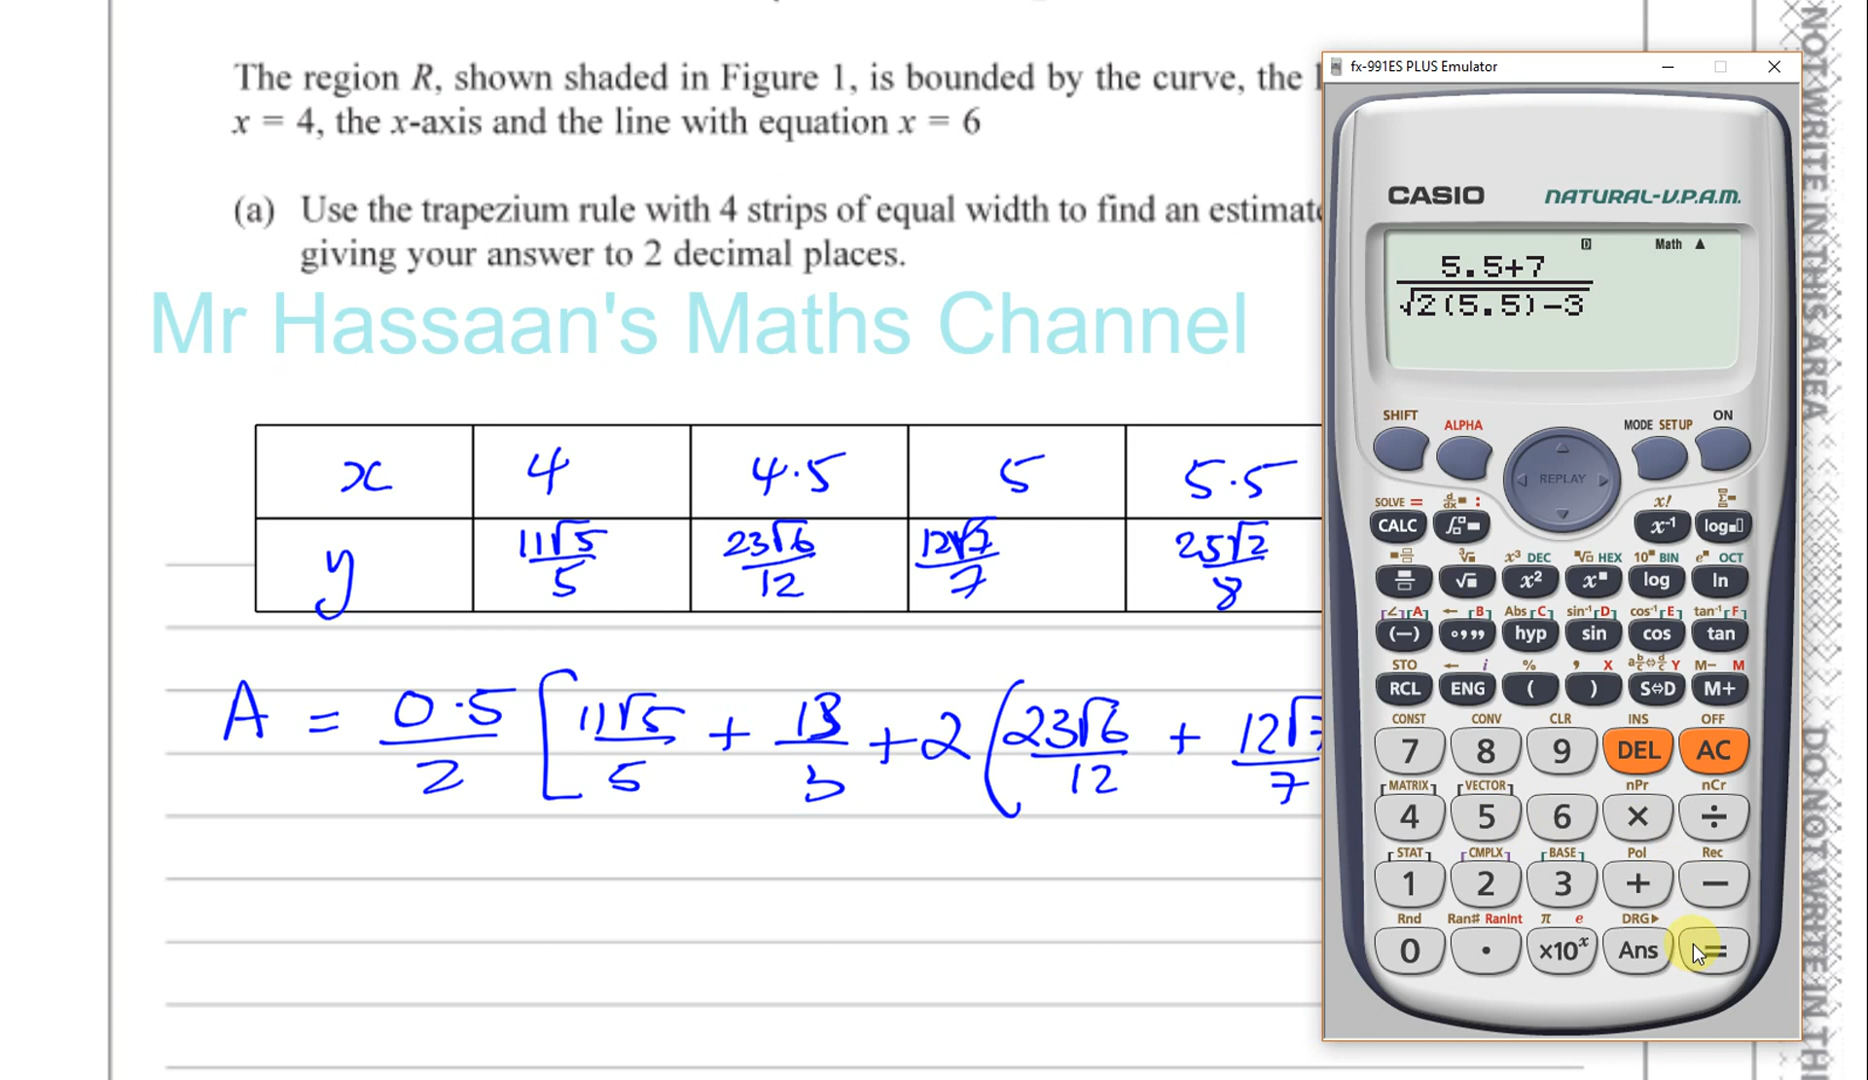 The region R, shown shaded in Figure 1, is bounded by the curve, the
x = 4, the x-axis and the line with equation x = 6
(a) Use the trapezium rule with 4 strips of equal width to find an estimate
giving your answer to 2 decimal places.
Mr Hassaan's Maths Channel
x 4 4.5 5 5.5
y 11√5/5 23√6/12 12√7/7 25√2/8
A = 0.5/2 [ 11√5/5 + 13/3 + 2 ( 23√6/12 + 12√7/7
fx-991ES PLUS Emulator
CASIO NATURAL-V.P.A.M.
D Math ▲
5.5+7
√2(5.5)−3
SHIFT ALPHA MODE SETUP ON
REPLAY
SOLVE = d/dx : x! Σ
CALC ∫ x⁻¹ log
³√ x³ DEC √ HEX 10 BIN e OCT
√ x² x log ln
∠ A ← B Abs C sin⁻¹ D cos⁻¹ E tan⁻¹ F
(−) °,,, hyp sin cos tan
STO ← i % , X a b/c⇔d/c Y M− M
RCL ENG ( ) S⇔D M+
CONST CONV CLR INS OFF
7 8 9 DEL AC
MATRIX VECTOR nPr nCr
4 5 6 × ÷
STAT CMPLX BASE Pol Rec
1 2 3 + −
Rnd Ran# RanInt π e DRG▶
0 . ×10ˣ Ans =
NOT WRITE IN THIS AREA
DO NOT WRITE IN TH